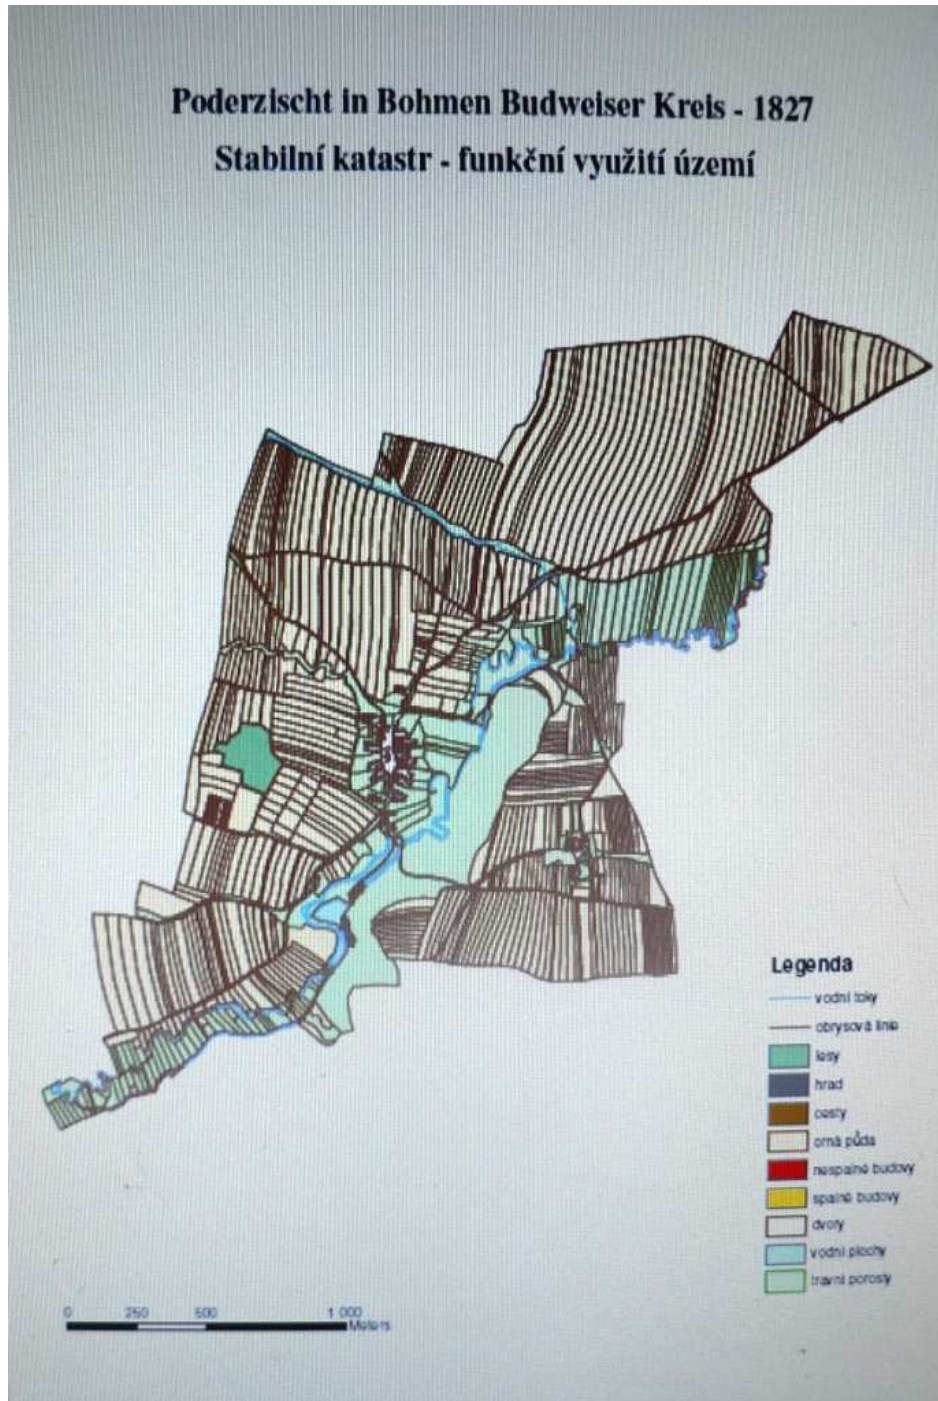 Poderzischt in Bohmen Budweiser Kreis - 1827
Stabilní katastr - funkční využití území
Legenda
vodní toky
obrysová linie
lesy
hrad
cesty
orná půda
nespalné budovy
spalné budovy
dvory
vodní plochy
travní porosty
0 250 500 1 000
Meters